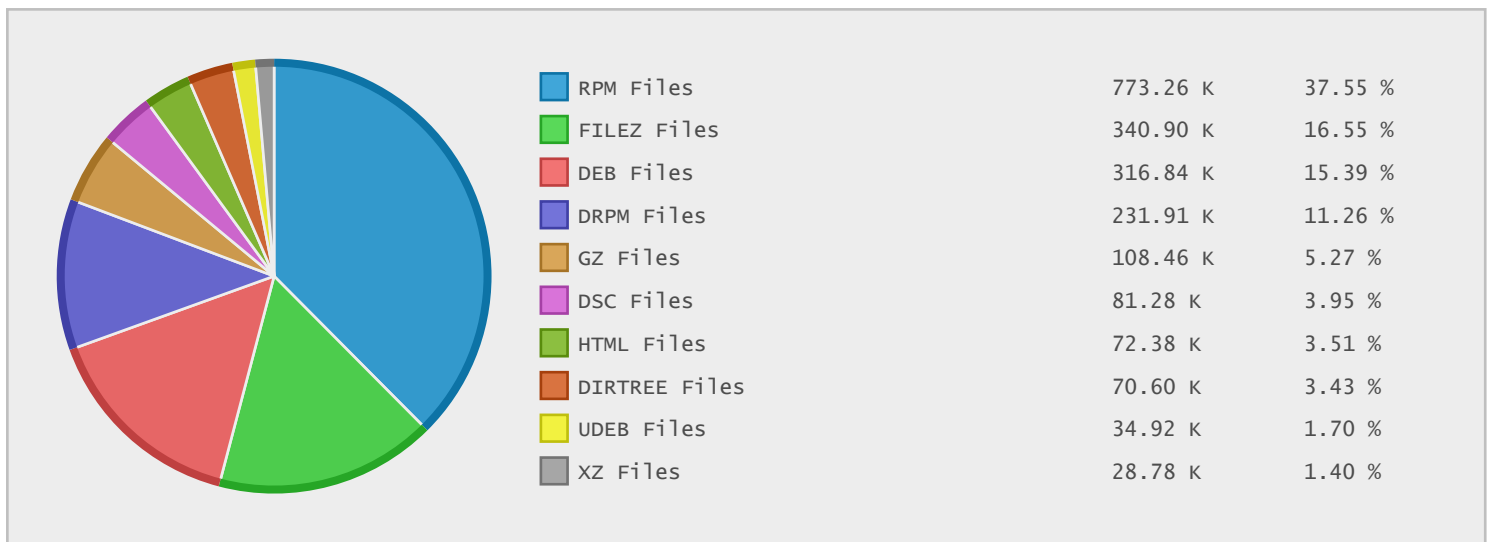 RPM Files 773.26 K 37.55 %
FILEZ Files 340.90 K 16.55 %
DEB Files 316.84 K 15.39 %
DRPM Files 231.91 K 11.26 %
GZ Files 108.46 K 5.27 %
DSC Files 81.28 K 3.95 %
HTML Files 72.38 K 3.51 %
DIRTREE Files 70.60 K 3.43 %
UDEB Files 34.92 K 1.70 %
XZ Files 28.78 K 1.40 %